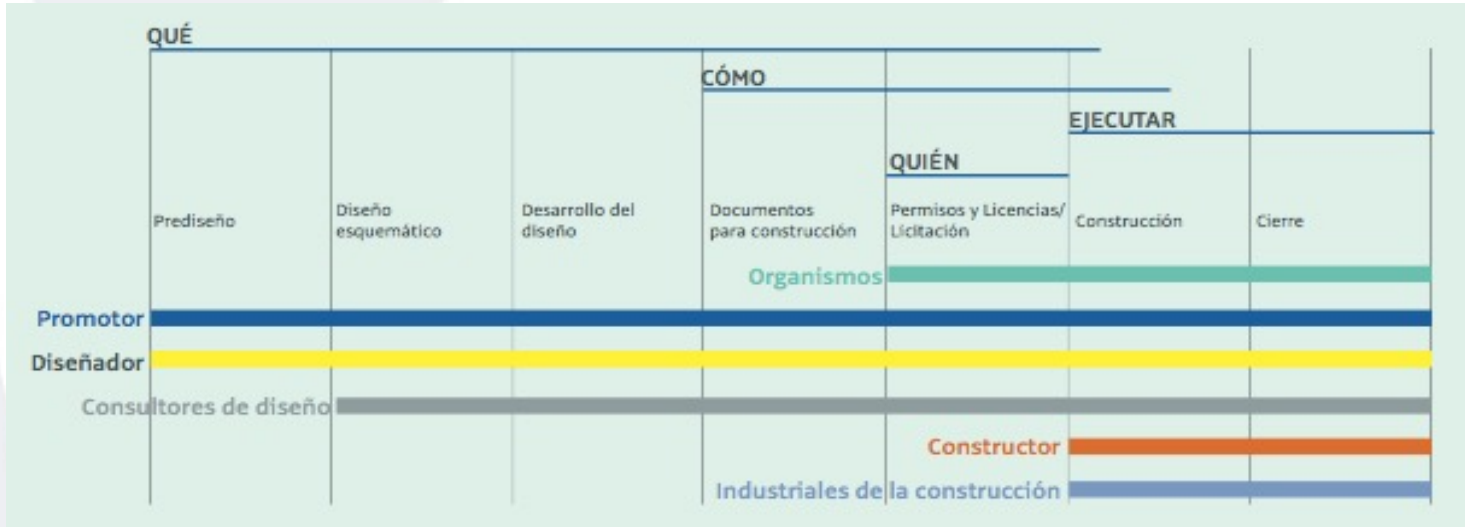 QUÉ
CÓMO
EJECUTAR
QUIÉN
Prediseño
Diseño
esquemático
Desarrollo del
diseño
Documentos
para construcción
Permisos y Licencias/
Licitación
Construcción
Cierre
Organismos
Promotor
Diseñador
Consultores de diseño
Constructor
Industriales de la construcción